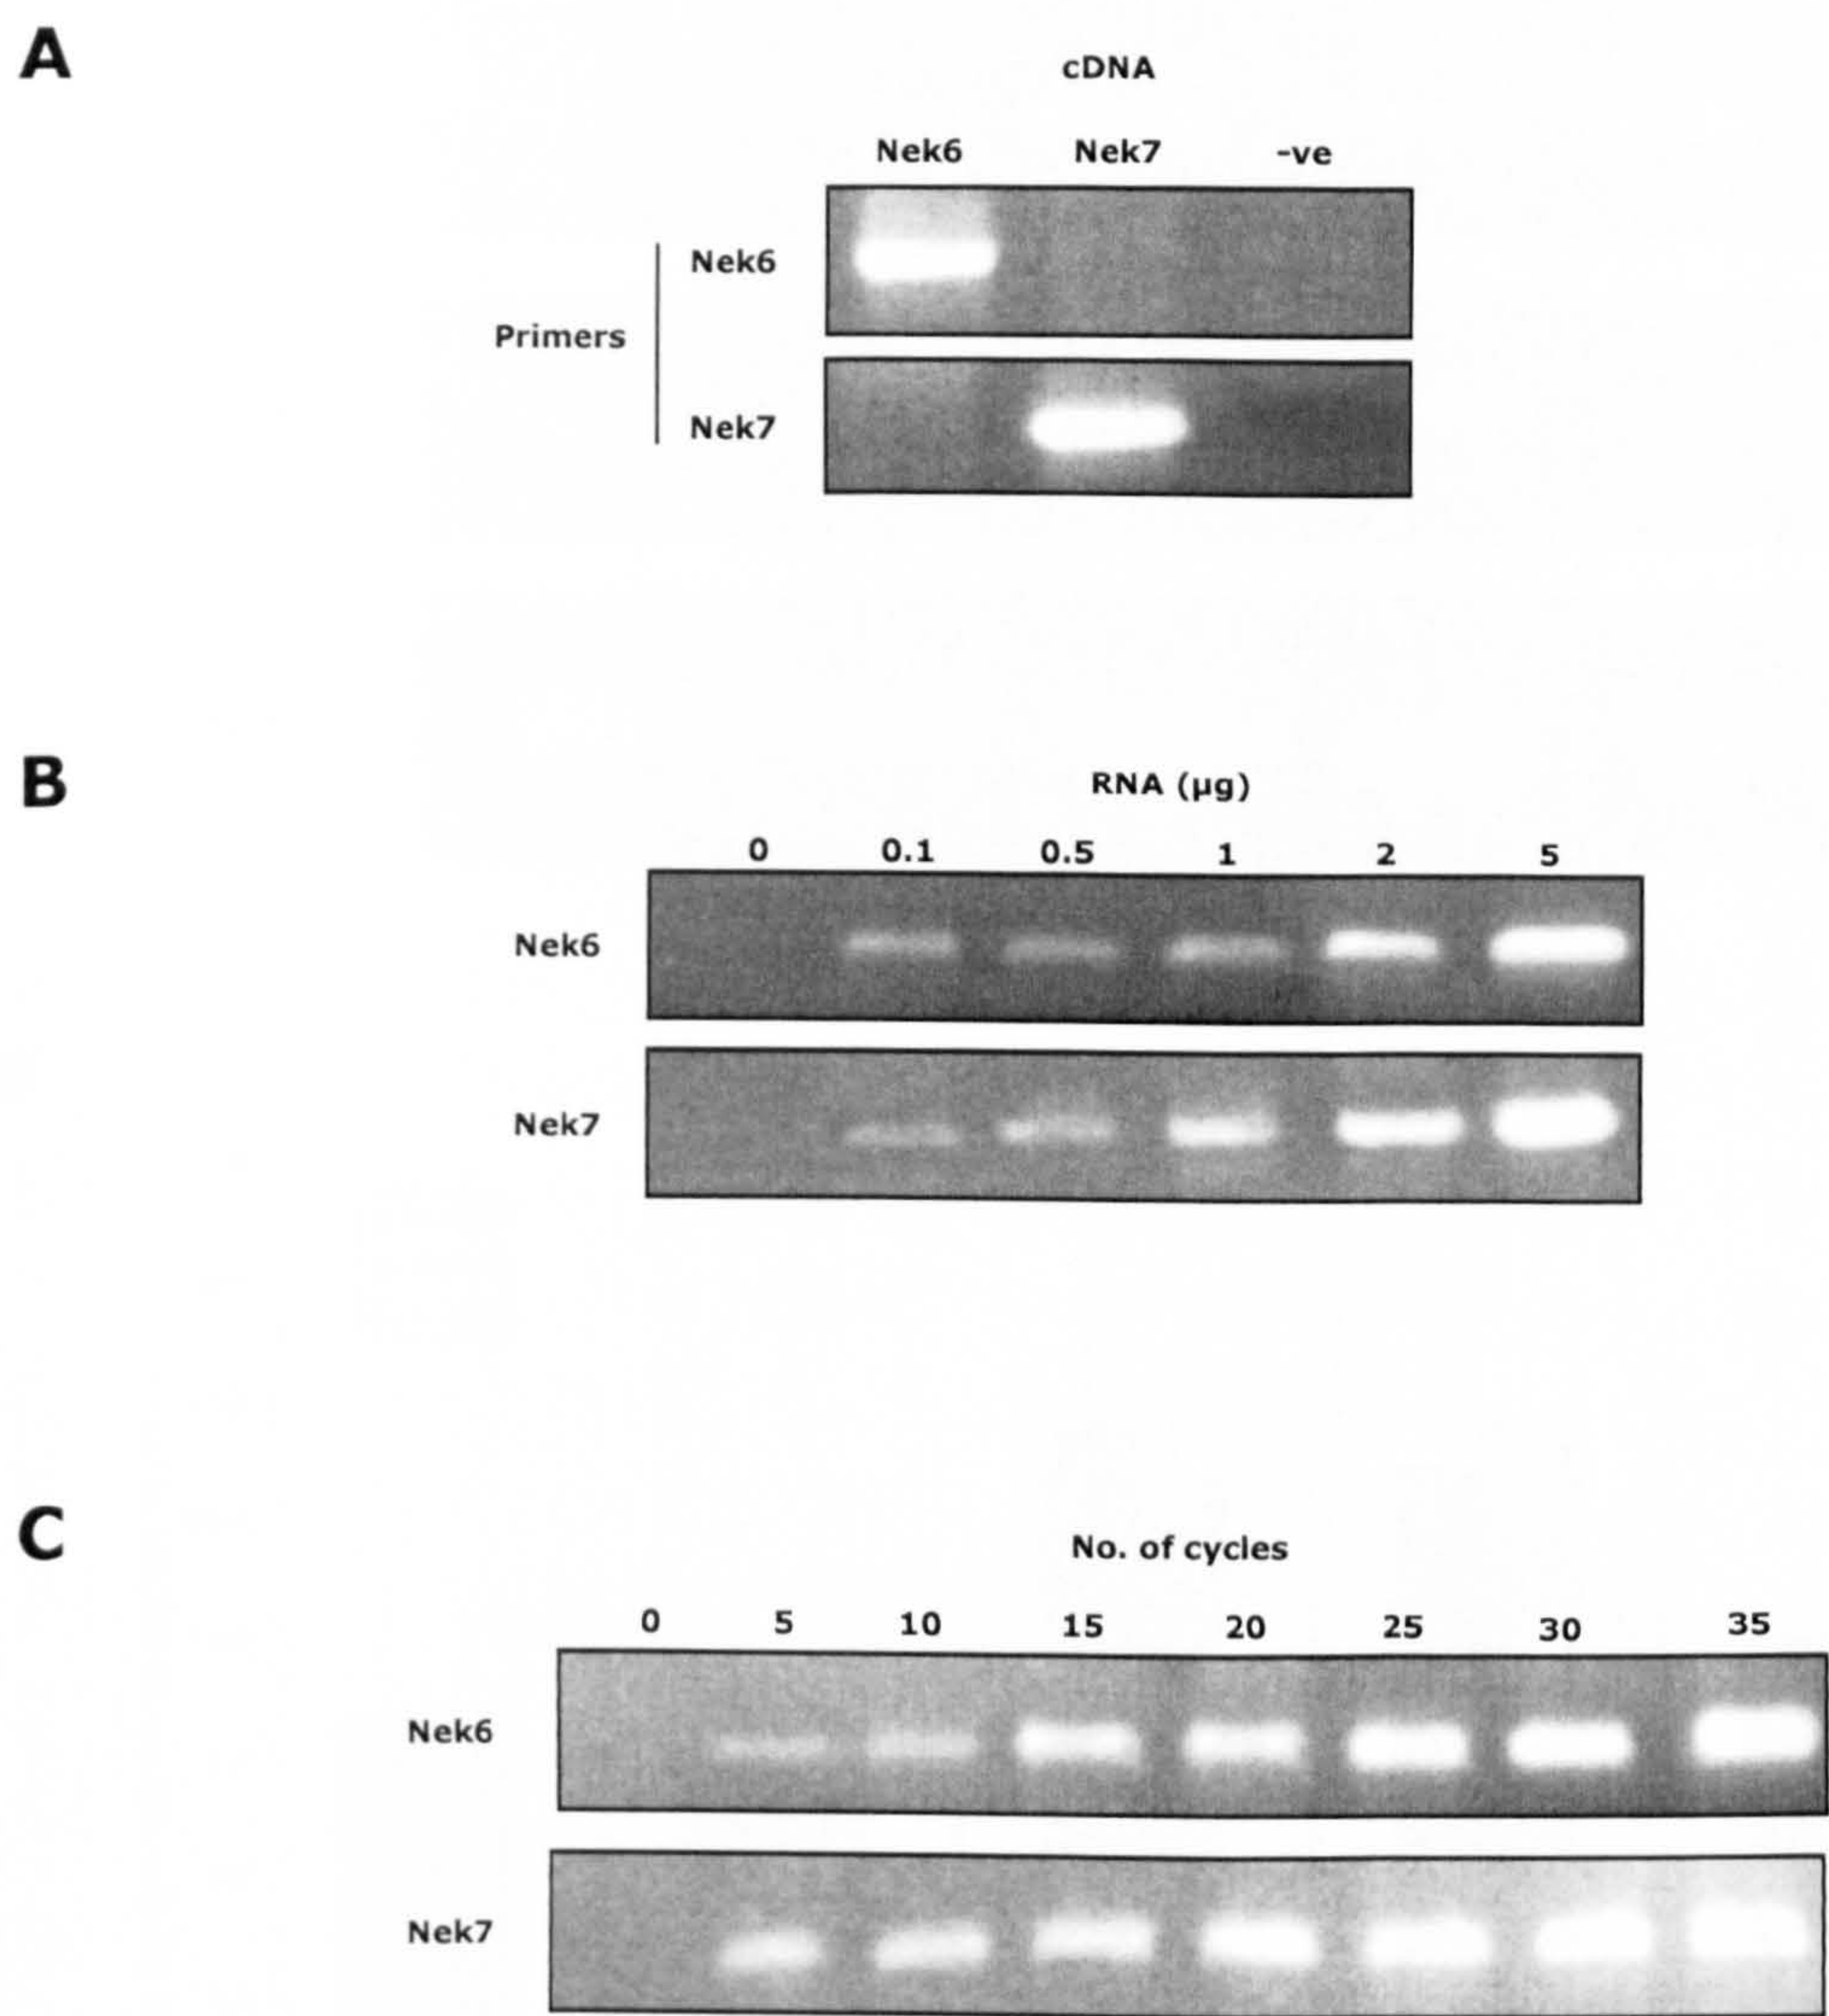 A
cDNA
Nek6 Nek7 -ve
Primers
Nek6
Nek7
B
RNA (µg)
0 0.1 0.5 1 2 5
Nek6
Nek7
C
No. of cycles
0 5 10 15 20 25 30 35
Nek6
Nek7